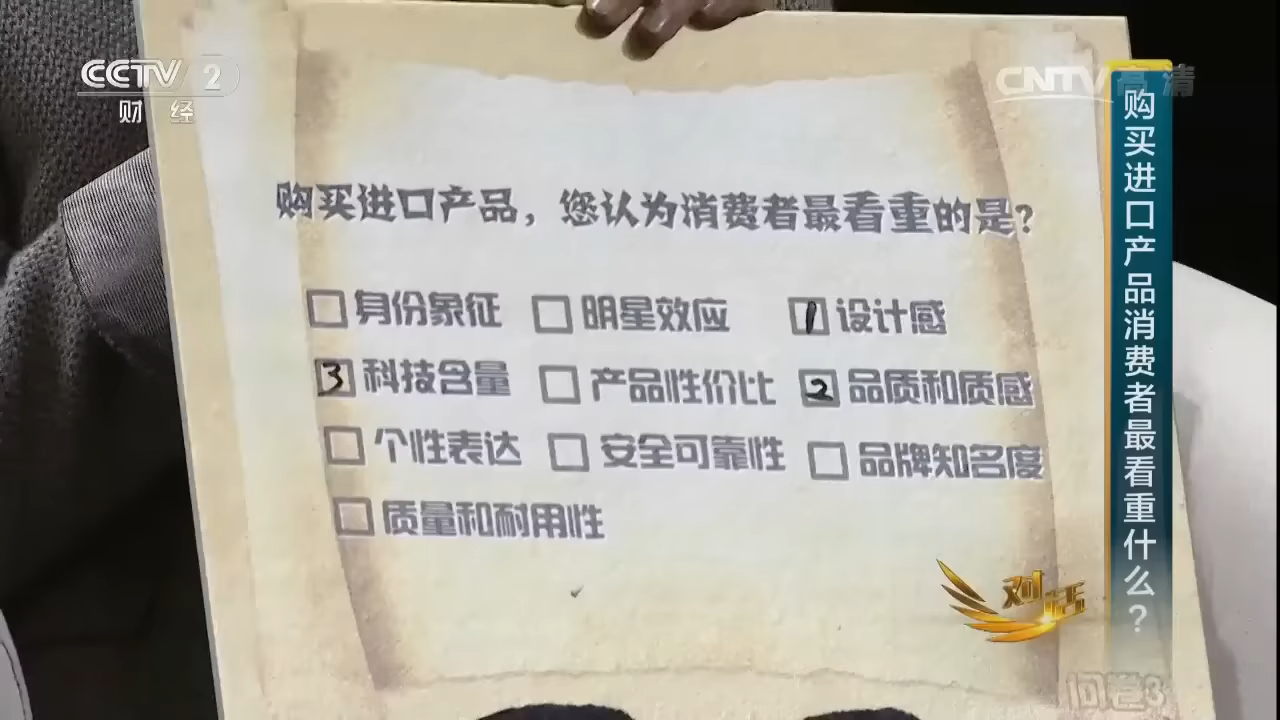 CCTV 2
财经
CNTV 高清
购买进口产品消费者最看重什么?
购买进口产品，您认为消费者最看重的是?
□身份象征 □明星效应 1 设计感
3 科技含量 □产品性价比 2 品质和质感
□个性表达 □安全可靠性 □品牌知名度
□质量和耐用性
对话
问卷3